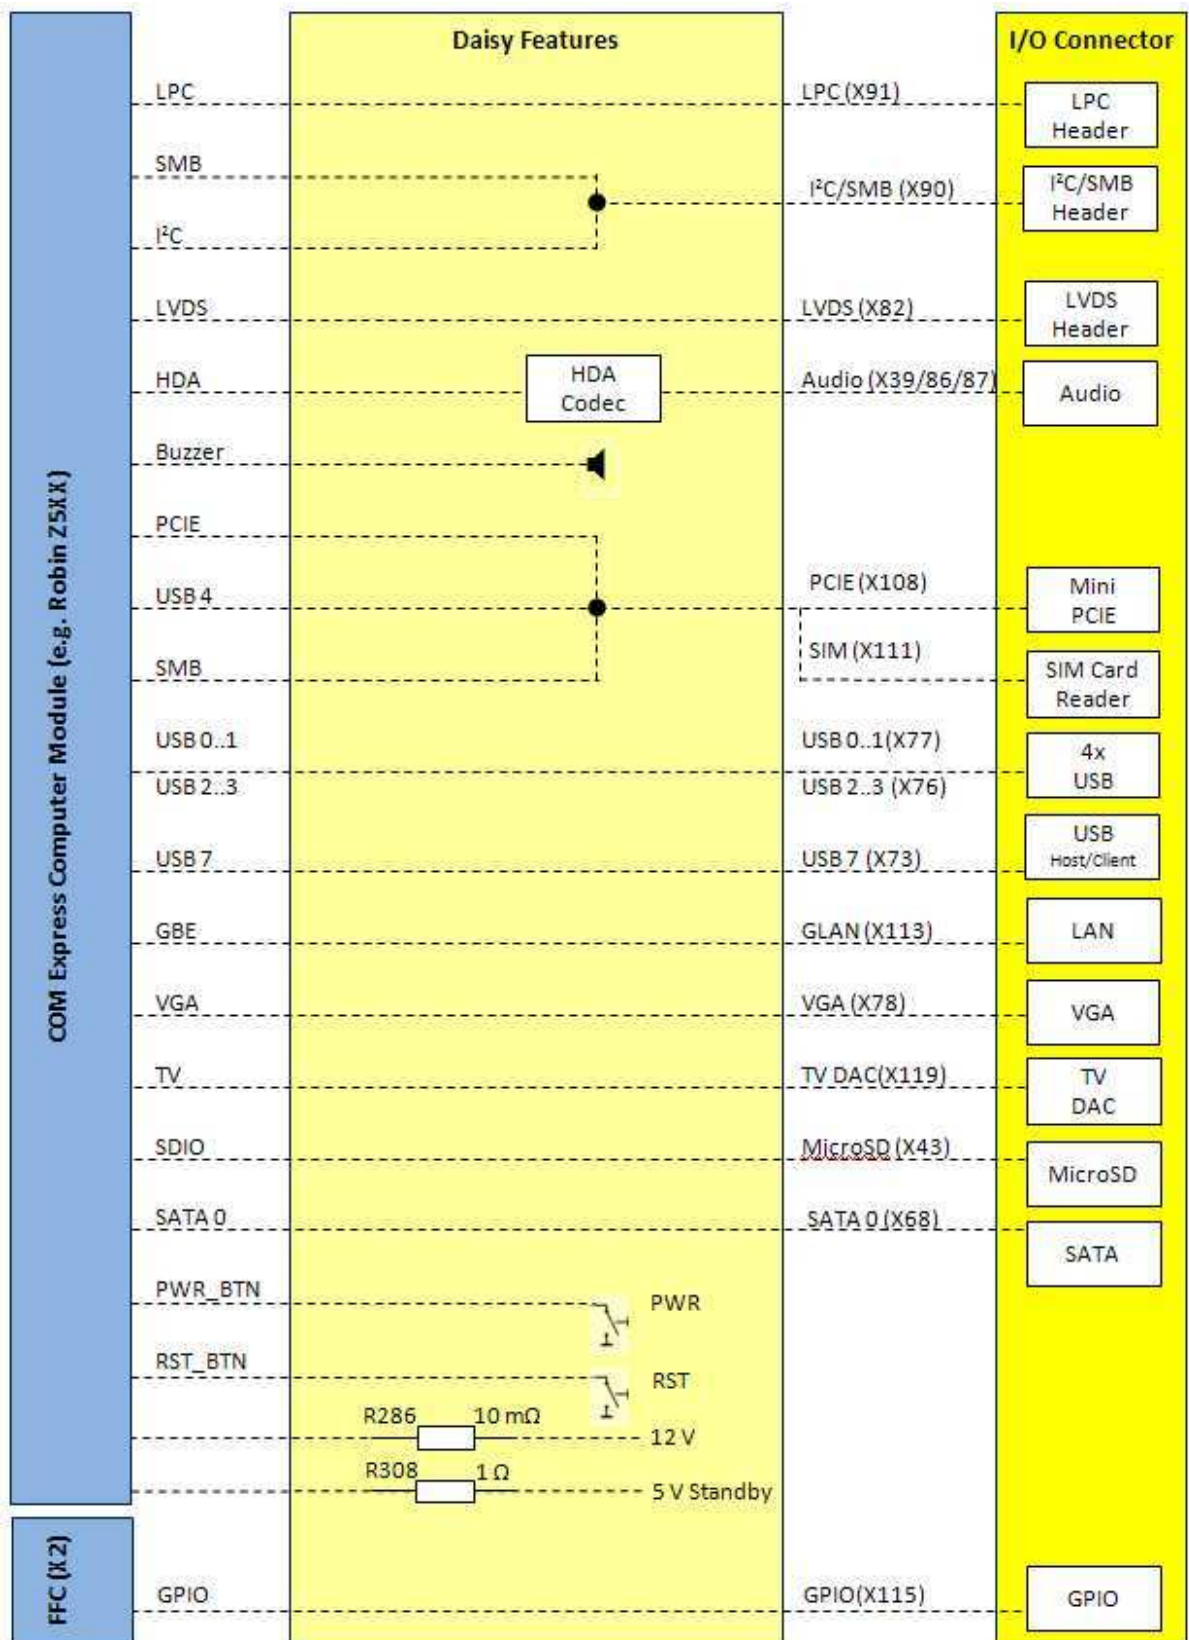 Daisy Features
I/O Connector
COM Express Computer Module (e.g. Robin Z5XX)
LPC
LPC (X91)
LPC
Header
SMB
I²C
I²C/SMB (X90)
I²C/SMB
Header
LVDS
LVDS (X82)
LVDS
Header
HDA
HDA
Codec
Audio (X39/86/87)
Audio
Buzzer
PCIE
USB 4
SMB
PCIE (X108)
Mini
PCIE
SIM (X111)
SIM Card
Reader
USB 0..1
USB 0..1(X77)
USB 2..3
USB 2..3 (X76)
4x
USB
USB 7
USB 7 (X73)
USB
Host/Client
GBE
GLAN (X113)
LAN
VGA
VGA (X78)
VGA
TV
TV DAC(X119)
TV
DAC
SDIO
MicroSD (X43)
MicroSD
SATA 0
SATA 0 (X68)
SATA
PWR_BTN
PWR
RST_BTN
RST
R286 10 mΩ
12 V
R308 1 Ω
5 V Standby
FFC (X2)
GPIO
GPIO(X115)
GPIO